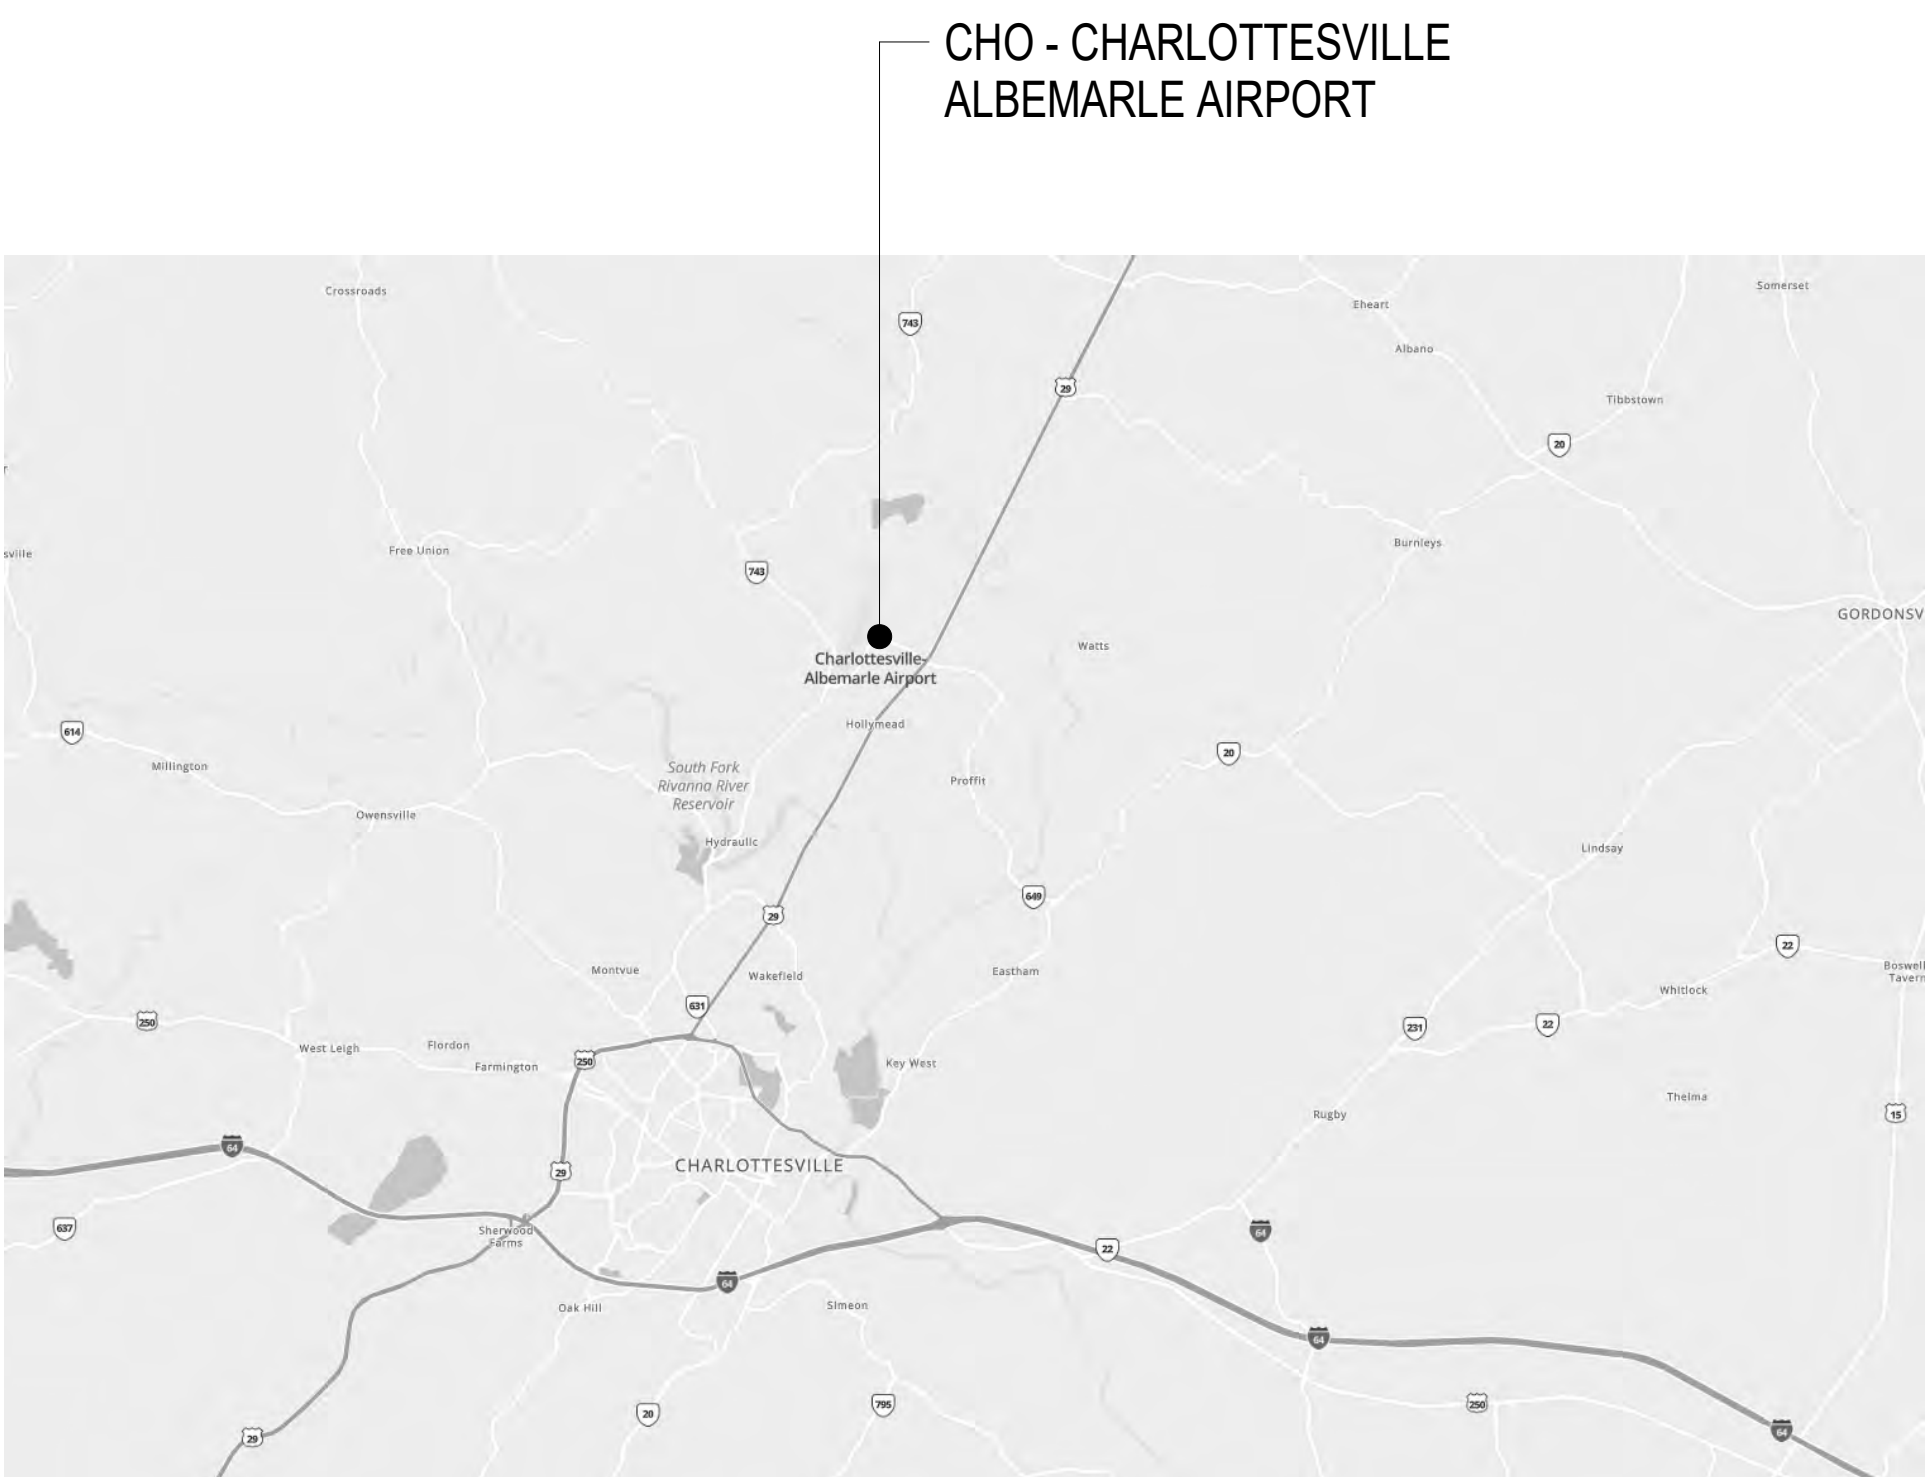 CHO - CHARLOTTESVILLE
ALBEMARLE AIRPORT
Crossroads
Somerset
Eheart
743
Albano
29
Tibbstown
20
Free Union
Burnleys
sville
743
GORDONSV
Watts
Charlottesville-
Albemarle Airport
Hollymead
614
20
Millington
South Fork
Rivanna River
Reservoir
Proffit
Owensville
Hydraulic
Lindsay
649
29
22
Montvue
Wakefield
Eastham
Boswell
Tavern
Whitlock
631
250
231
22
West Leigh
Flordon
250
Farmington
Key West
Thelma
Rugby
15
64
CHARLOTTESVILLE
29
637
Sherwood
Farms
64
22
64
Oak Hill
Simeon
64
20
795
250
29
64